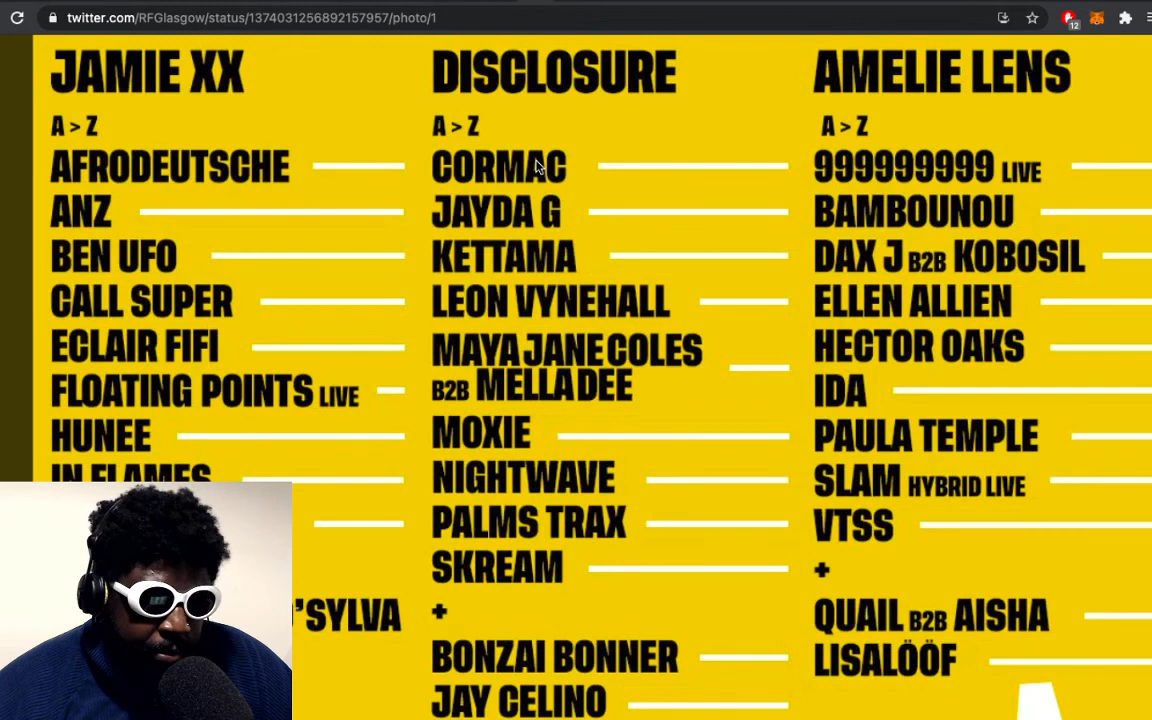 twitter.com/RFGlasgow/status/1374031256892157957/photo/1
12
JAMIE XX
A > Z
AFRODEUTSCHE
ANZ
BEN UFO
CALL SUPER
ECLAIR FIFI
FLOATING POINTS LIVE
HUNEE
IN FLAMES
O'SYLVA
DISCLOSURE
A > Z
CORMAC
JAYDA G
KETTAMA
LEON VYNEHALL
MAYA JANE COLES
B2B MELLA DEE
MOXIE
NIGHTWAVE
PALMS TRAX
SKREAM
+
BONZAI BONNER
JAY CELINO
AMELIE LENS
A > Z
999999999 LIVE
BAMBOUNOU
DAX J B2B KOBOSIL
ELLEN ALLIEN
HECTOR OAKS
IDA
PAULA TEMPLE
SLAM HYBRID LIVE
VTSS
+
QUAIL B2B AISHA
LISALÖÖF